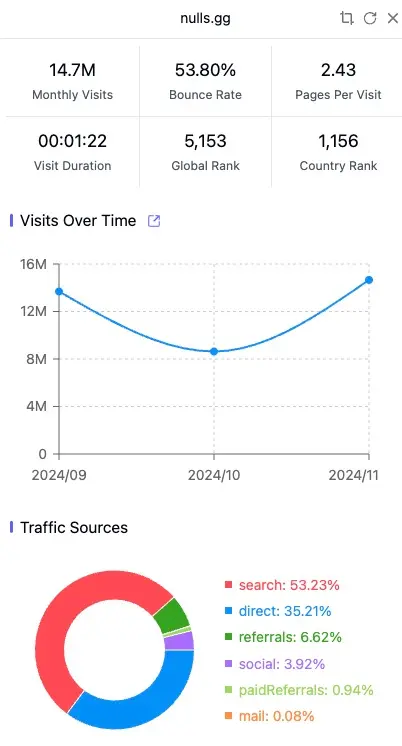 nulls.gg
14.7M 53.80% 2.43
Monthly Visits Bounce Rate Pages Per Visit
00:01:22 5,153 1,156
Visit Duration Global Rank Country Rank
Visits Over Time
16M
12M
8M
4M
0
2024/09 2024/10 2024/11
Traffic Sources
search: 53.23%
direct: 35.21%
referrals: 6.62%
social: 3.92%
paidReferrals: 0.94%
mail: 0.08%